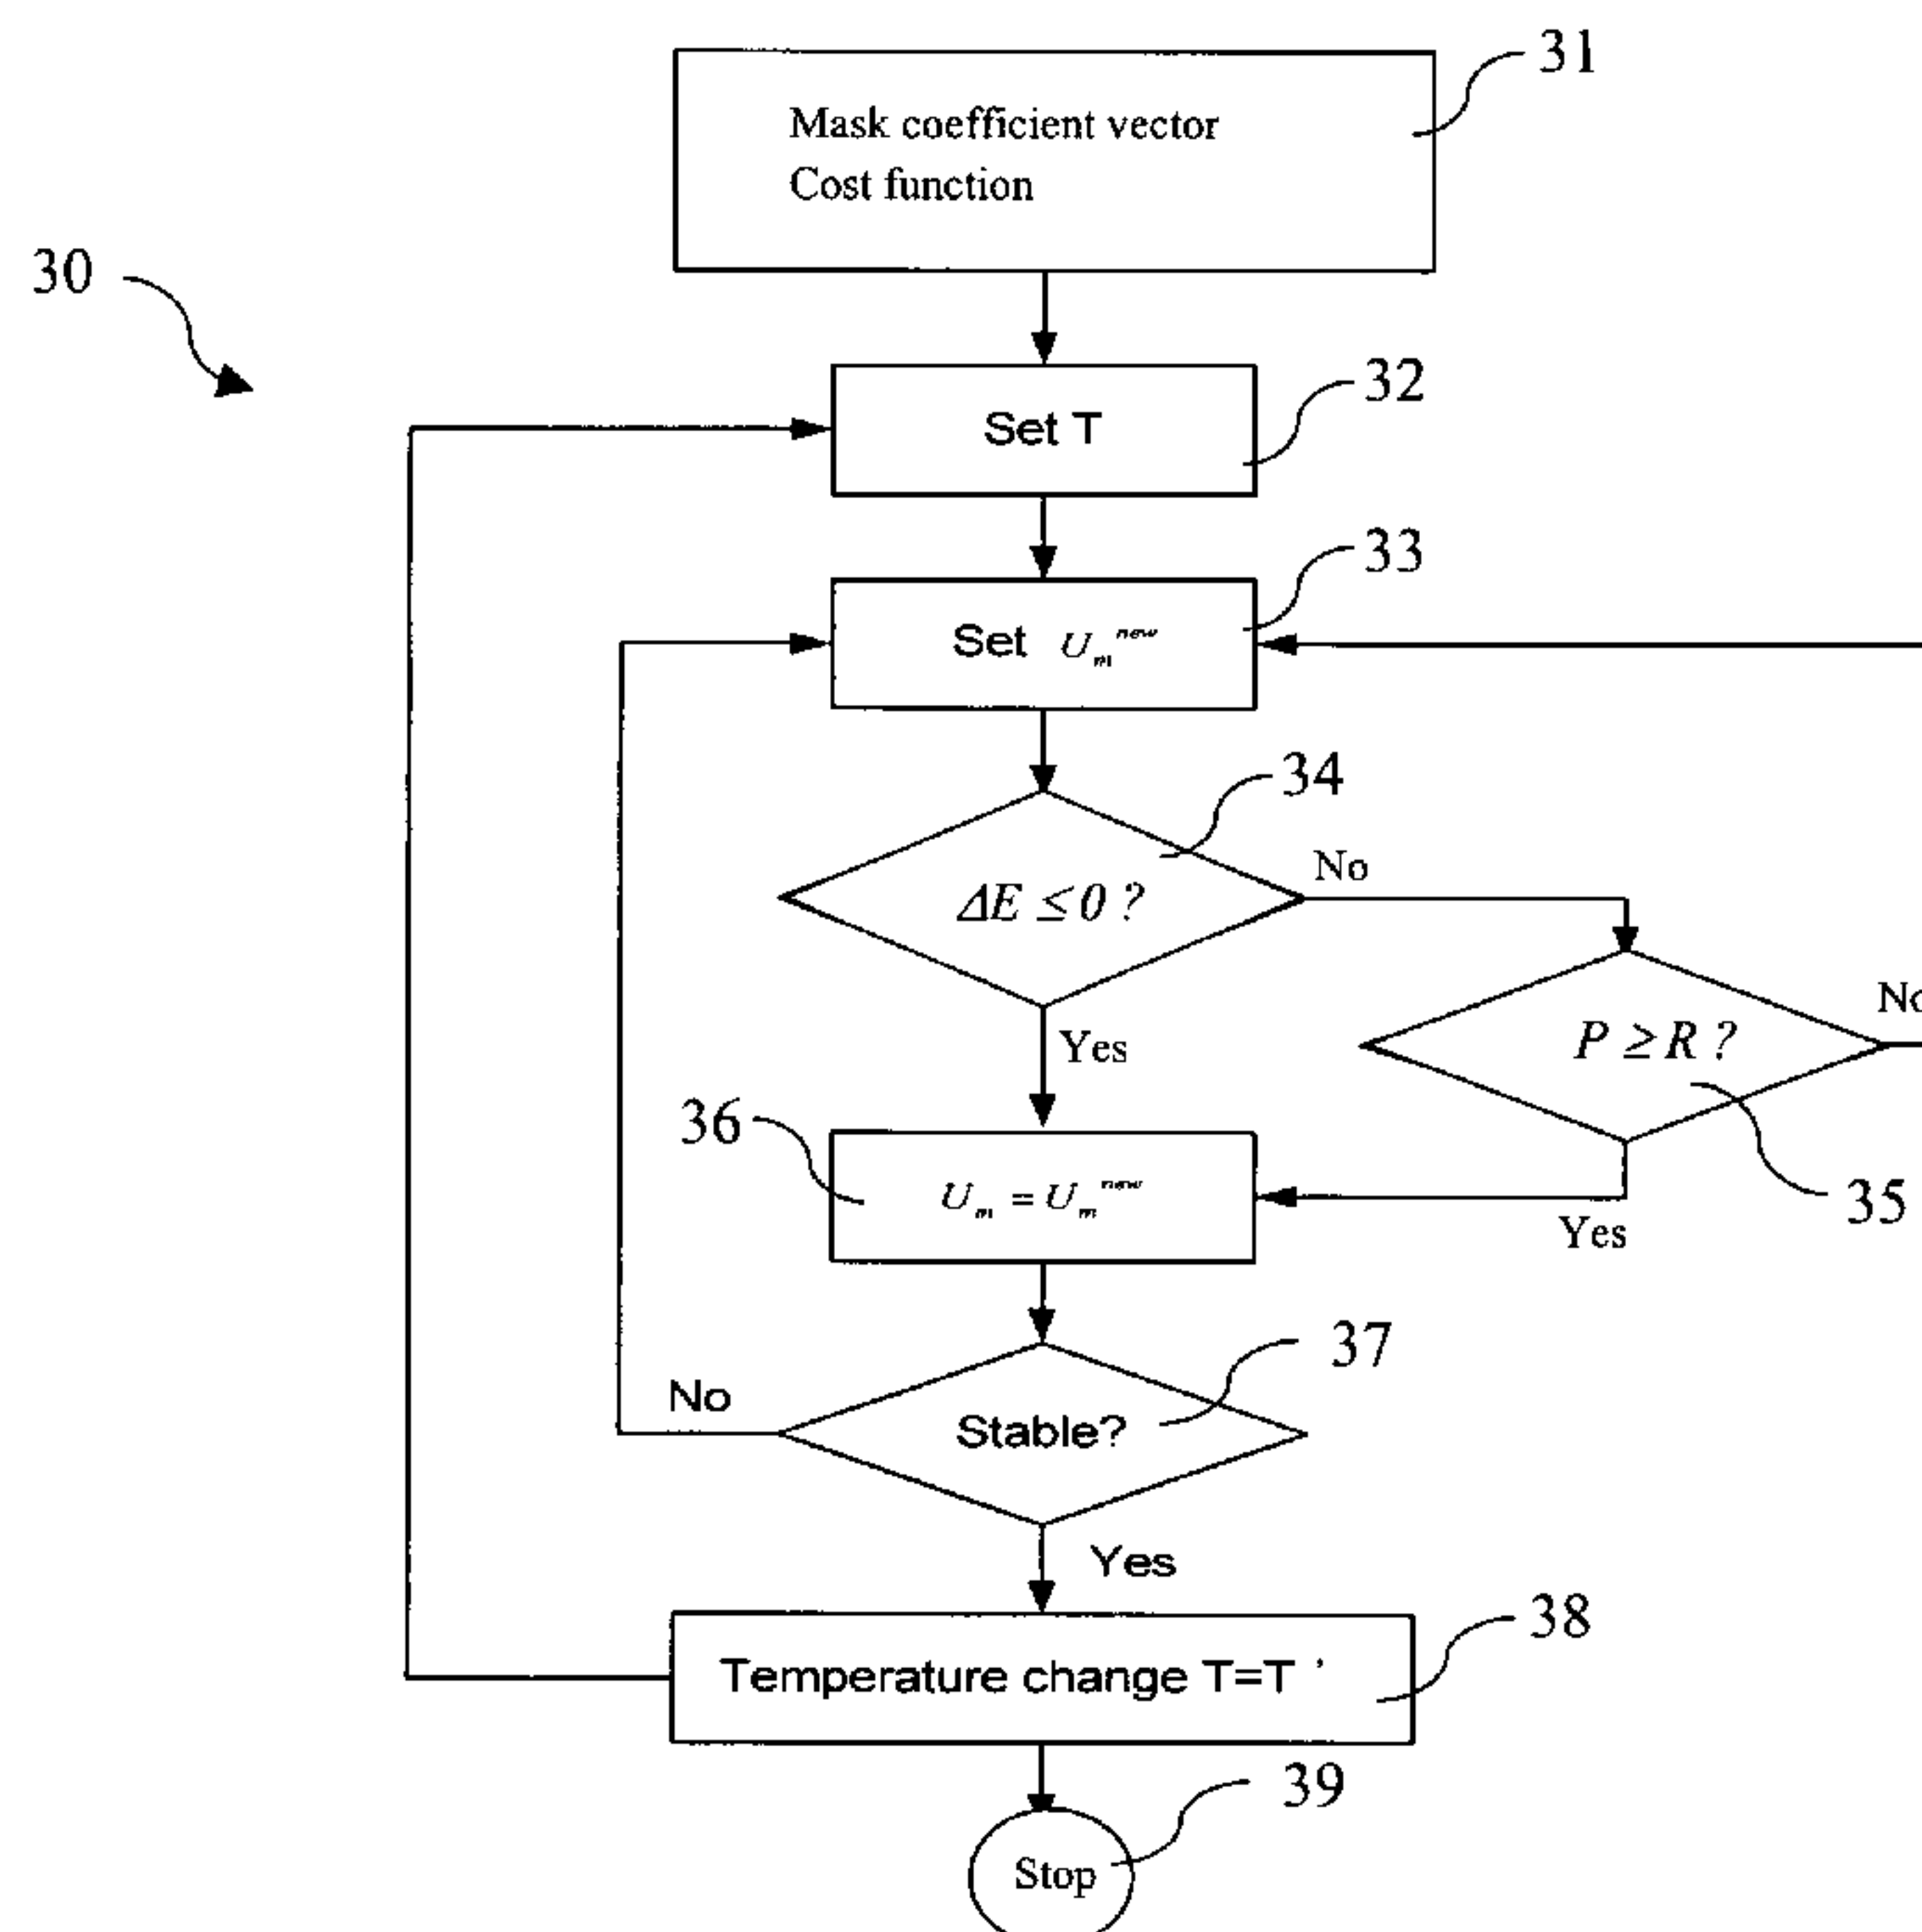 31
Mask coefficient vector
Cost function
30
32
Set T
33
Set U_m^new
34
ΔE ≤ 0 ?
No
No
P ≥ R ?
Yes
36
U_m = U_m^new
35
Yes
37
No
Stable?
Yes
38
Temperature change T=T '
39
Stop